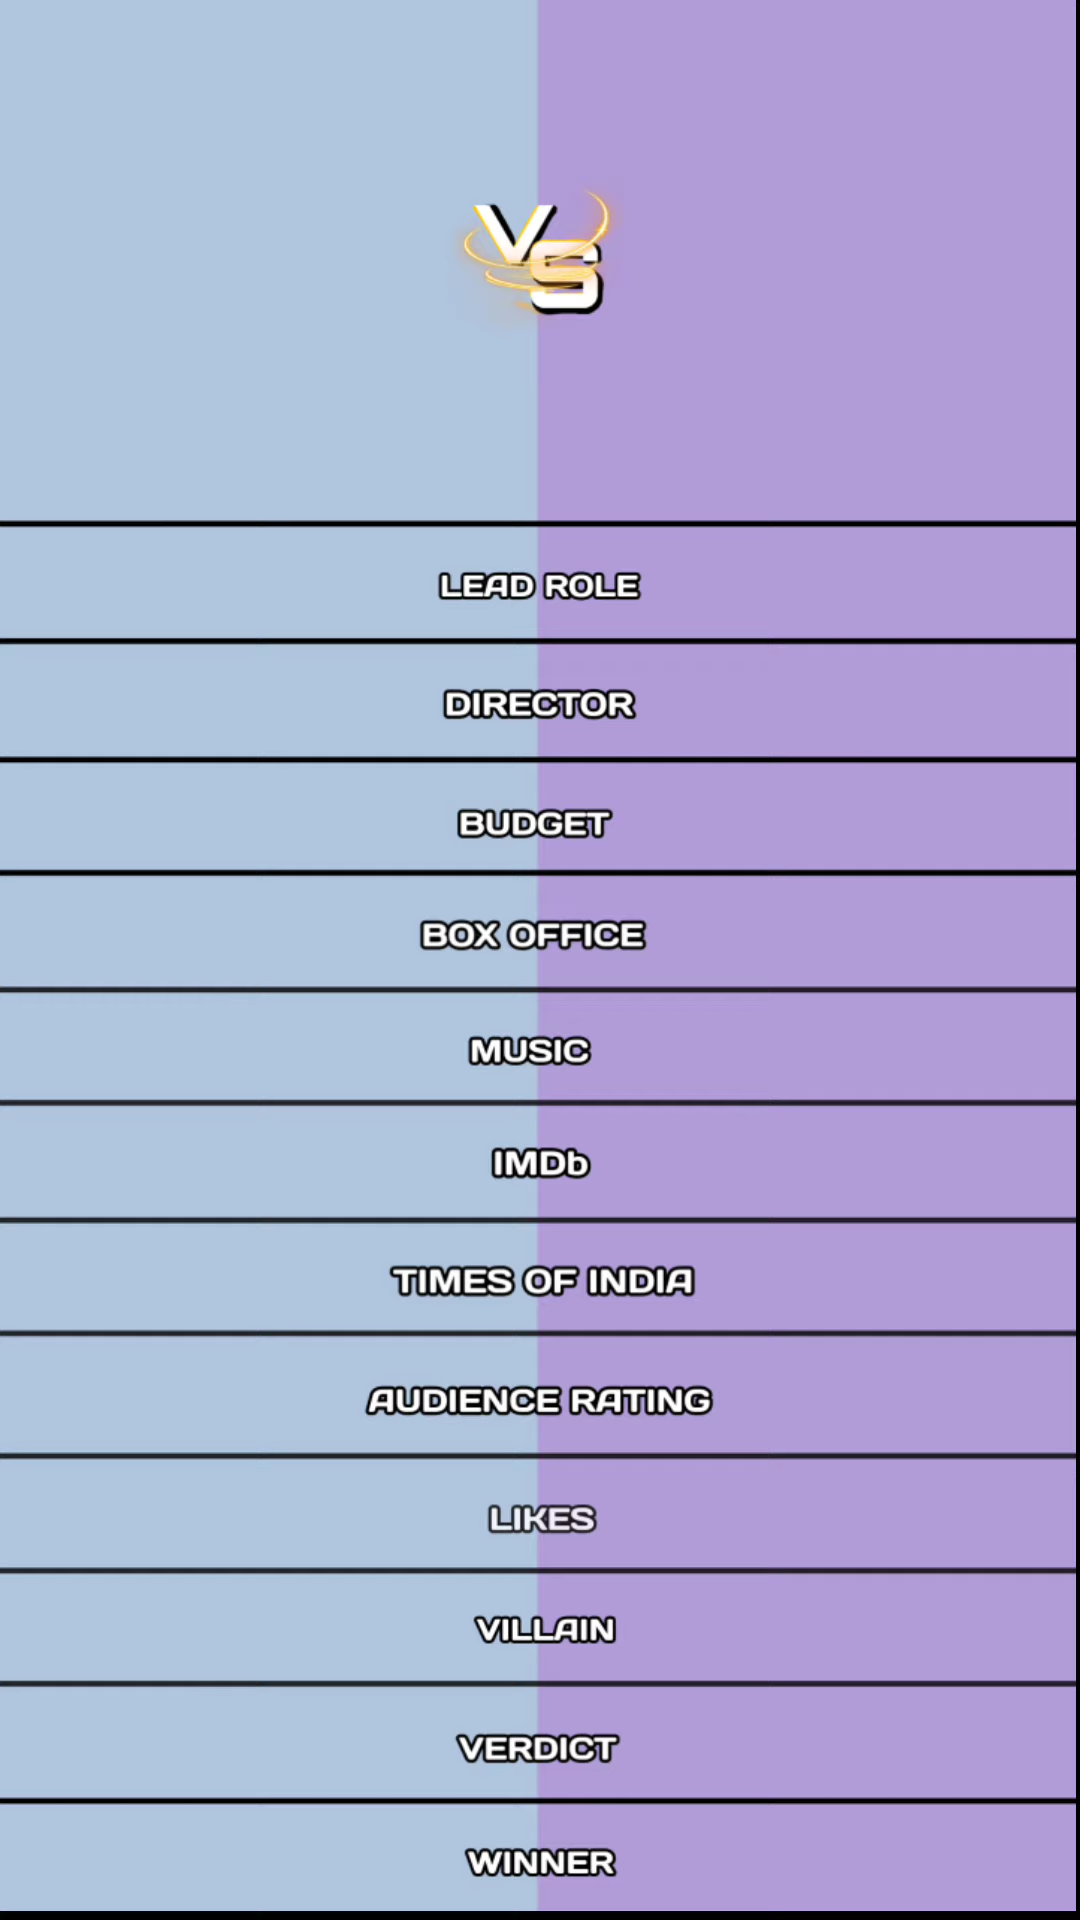 VS
LEAD ROLE
DIRECTOR
BUDGET
BOX OFFICE
MUSIC
IMDb
TIMES OF INDIA
AUDIENCE RATING
LIKES
VILLAIN
VERDICT
WINNER